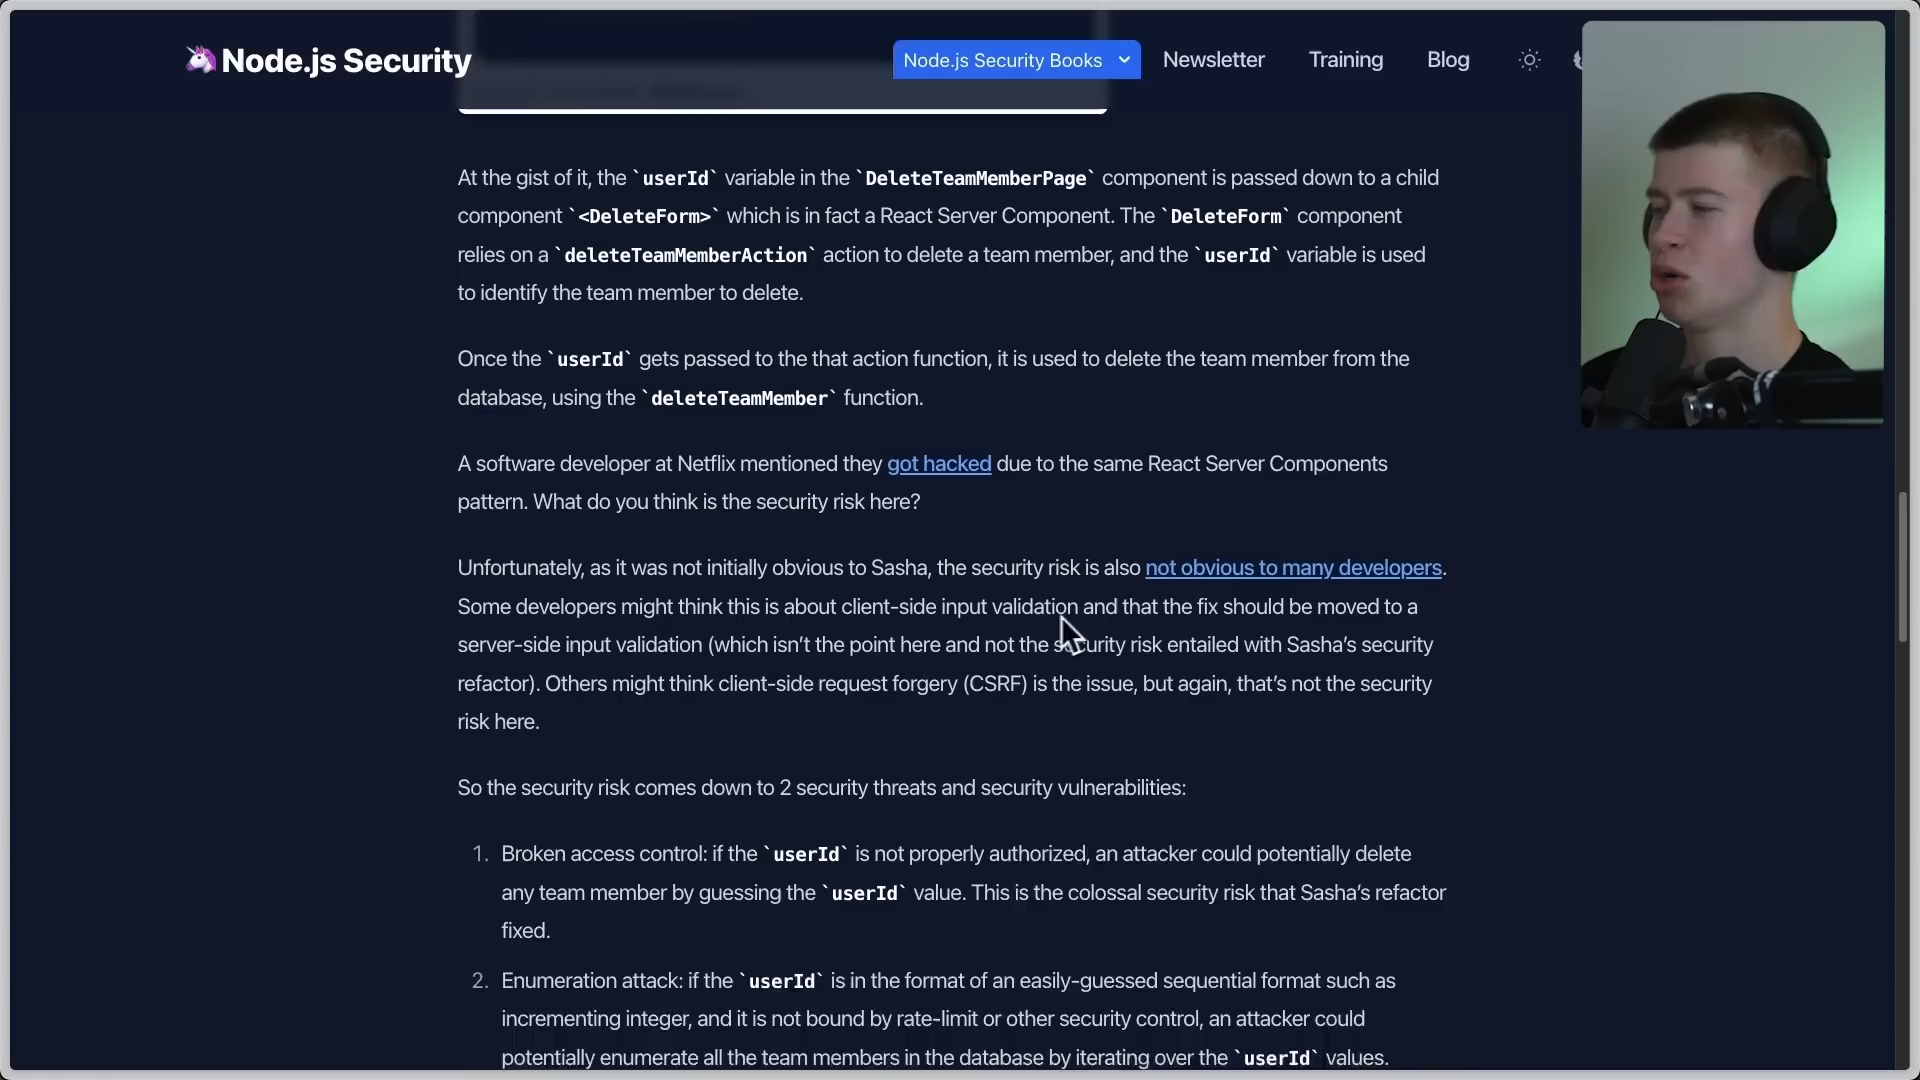 Node.js Security
Node.js Security Books
Newsletter
Training
Blog
At the gist of it, the `userId` variable in the `DeleteTeamMemberPage` component is passed down to a child
component `<DeleteForm>` which is in fact a React Server Component. The `DeleteForm` component
relies on a `deleteTeamMemberAction` action to delete a team member, and the `userId` variable is used
to identify the team member to delete.
Once the `userId` gets passed to the that action function, it is used to delete the team member from the
database, using the `deleteTeamMember` function.
A software developer at Netflix mentioned they got hacked due to the same React Server Components
pattern. What do you think is the security risk here?
Unfortunately, as it was not initially obvious to Sasha, the security risk is also not obvious to many developers.
Some developers might think this is about client-side input validation and that the fix should be moved to a
server-side input validation (which isn't the point here and not the security risk entailed with Sasha's security
refactor). Others might think client-side request forgery (CSRF) is the issue, but again, that's not the security
risk here.
So the security risk comes down to 2 security threats and security vulnerabilities:
1. Broken access control: if the `userId` is not properly authorized, an attacker could potentially delete
any team member by guessing the `userId` value. This is the colossal security risk that Sasha's refactor
fixed.
2. Enumeration attack: if the `userId` is in the format of an easily-guessed sequential format such as
incrementing integer, and it is not bound by rate-limit or other security control, an attacker could
potentially enumerate all the team members in the database by iterating over the `userId` values.